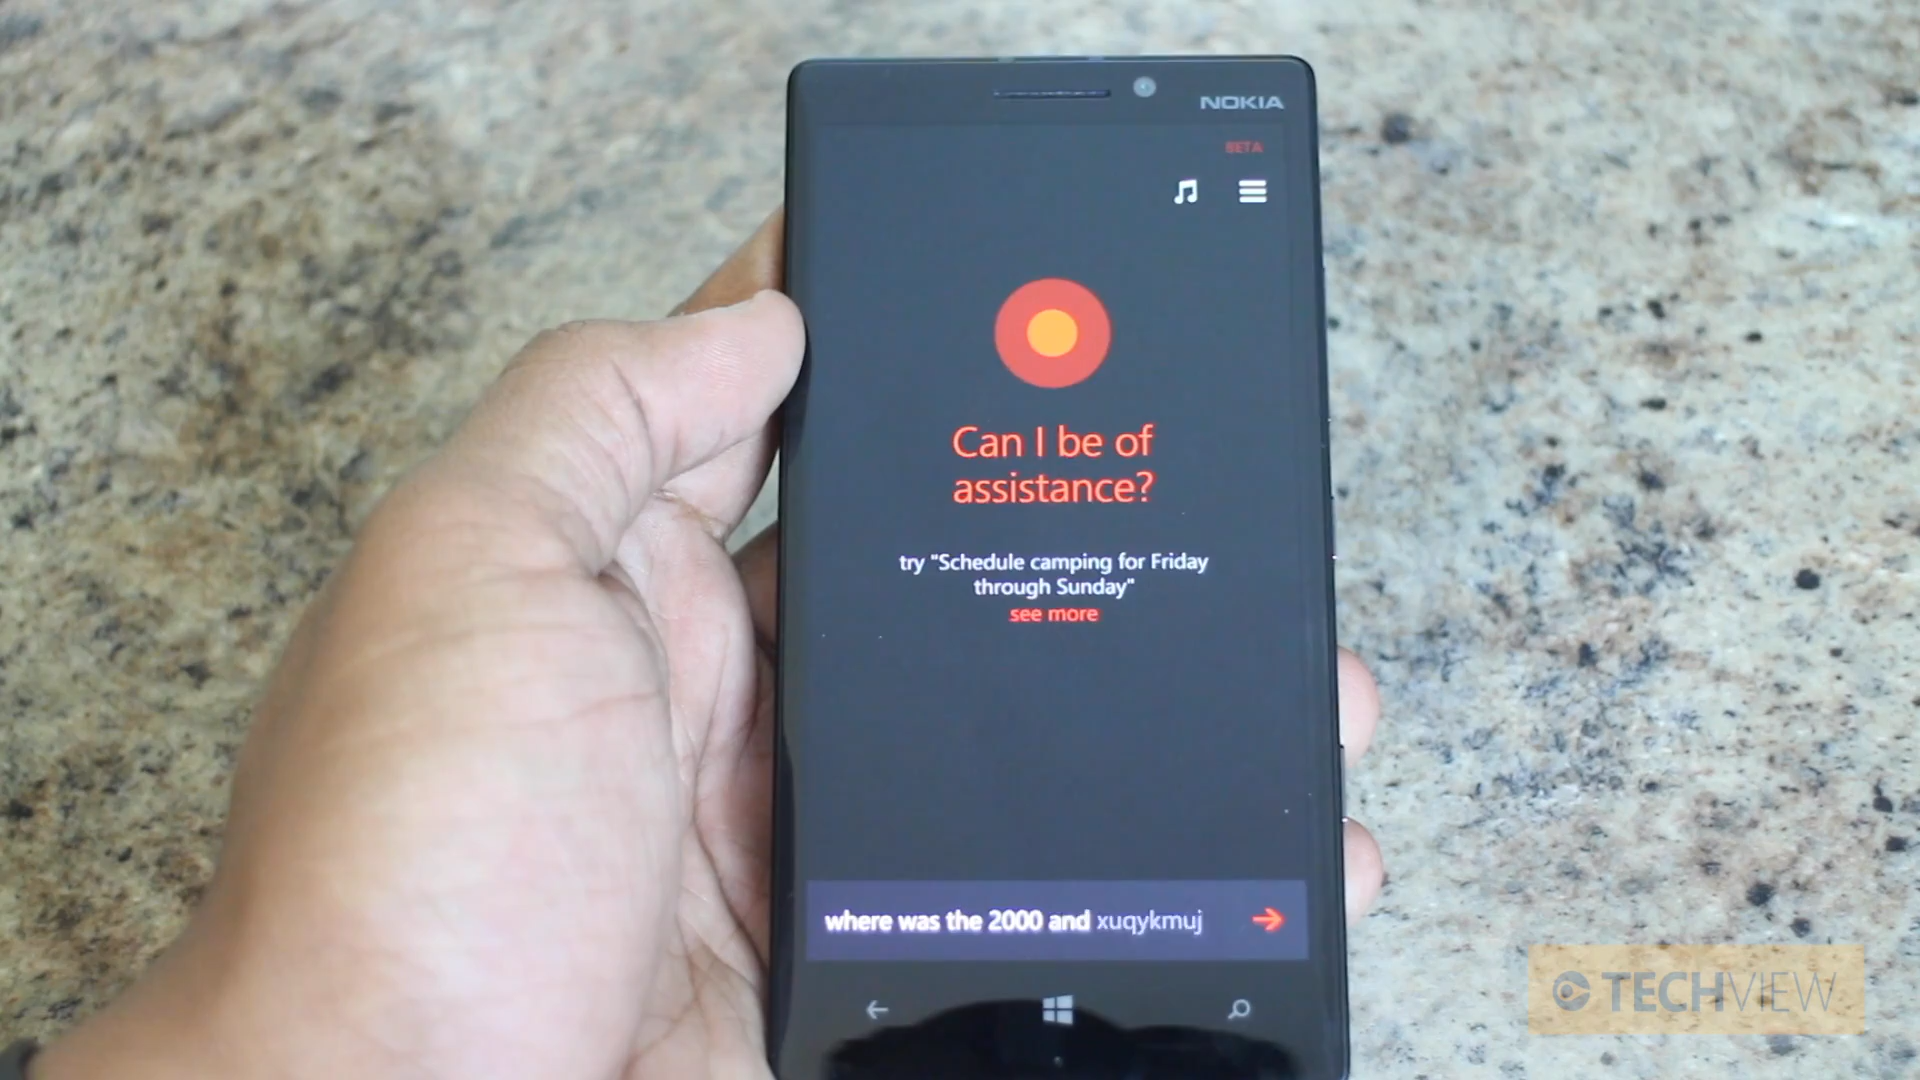 NOKIA
BETA
Can I be of
assistance?
try "Schedule camping for Friday
through Sunday"
see more
where was the 2000 and xuqykmuj
TECHVIEW